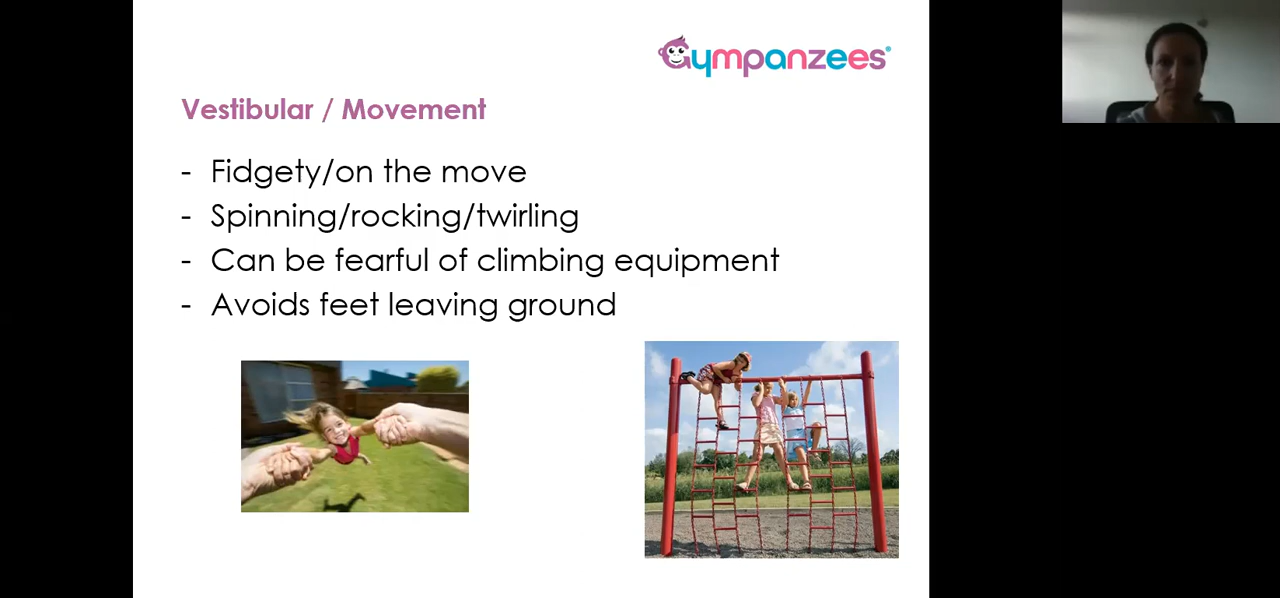 Gympanzees®
Vestibular / Movement
- Fidgety/on the move
- Spinning/rocking/twirling
- Can be fearful of climbing equipment
- Avoids feet leaving ground